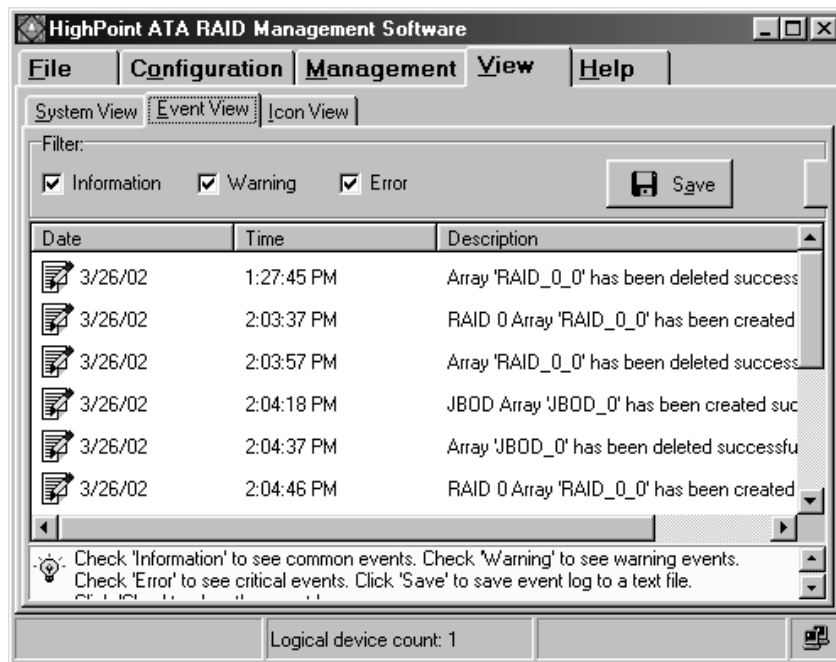 HighPoint ATA RAID Management Software
File Configuration Management View Help
System View Event View Icon View
Filter:
Information Warning Error Save
Date Time Description
3/26/02 1:27:45 PM Array 'RAID_0_0' has been deleted success
3/26/02 2:03:37 PM RAID 0 Array 'RAID_0_0' has been created
3/26/02 2:03:57 PM Array 'RAID_0_0' has been deleted success
3/26/02 2:04:18 PM JBOD Array 'JBOD_0' has been created suc
3/26/02 2:04:37 PM Array 'JBOD_0' has been deleted successfu
3/26/02 2:04:46 PM RAID 0 Array 'RAID_0_0' has been created
Check 'Information' to see common events. Check 'Warning' to see warning events.
Check 'Error' to see critical events. Click 'Save' to save event log to a text file.
Logical device count: 1